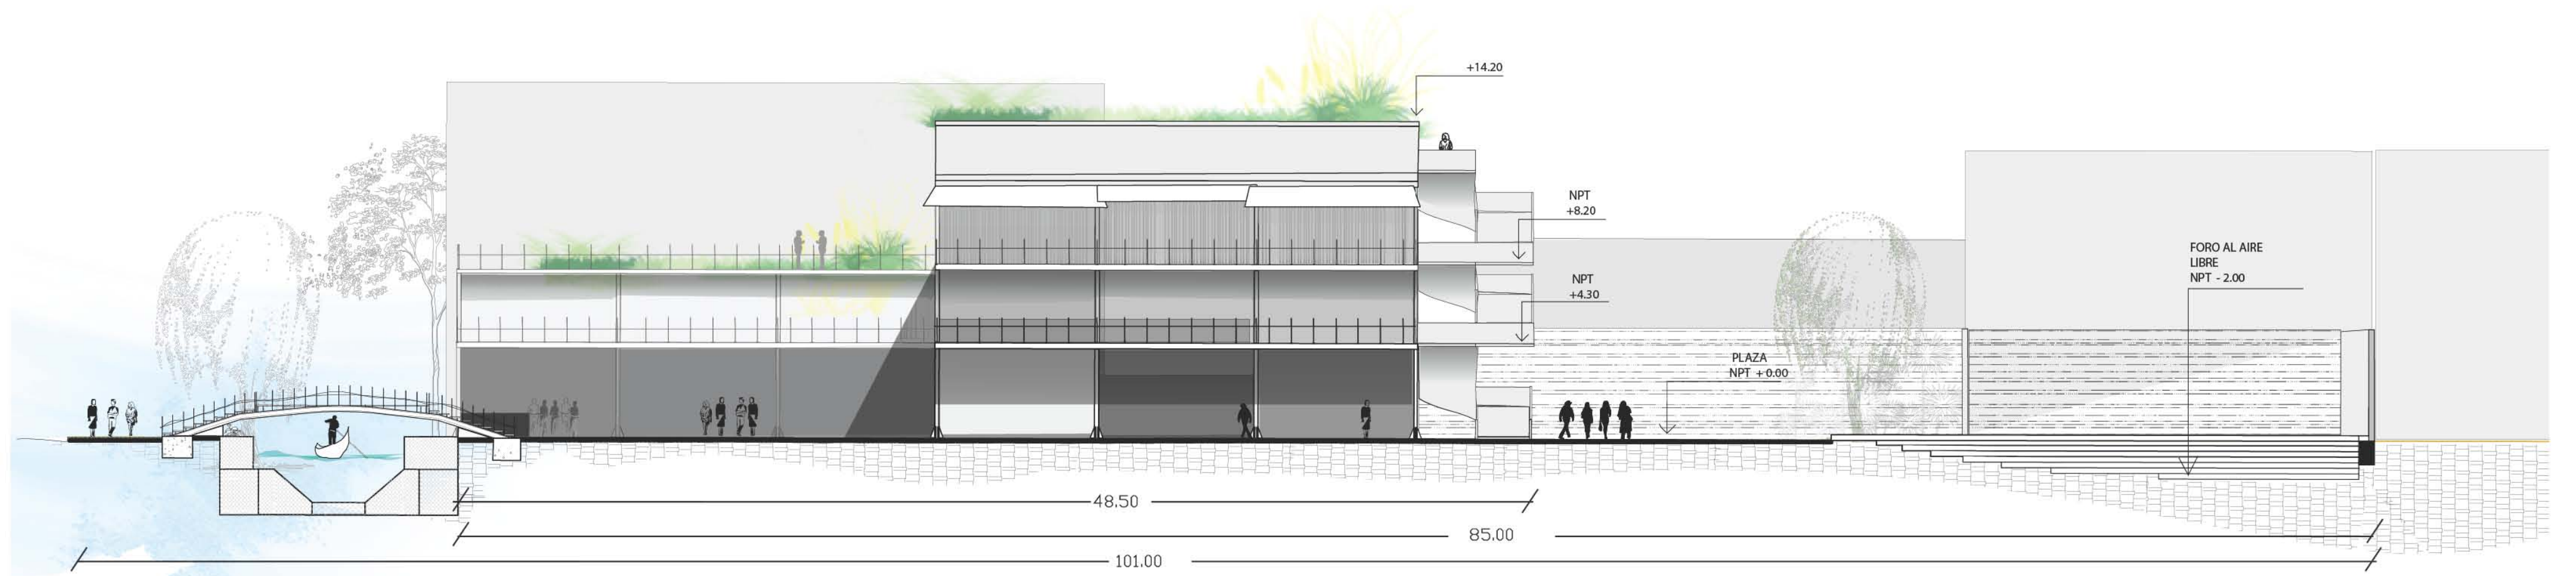 +14.20
NPT
+8.20
NPT
+4.30
FORO AL AIRE
LIBRE
NPT - 2.00
PLAZA
NPT + 0.00
48.50
85.00
101.00